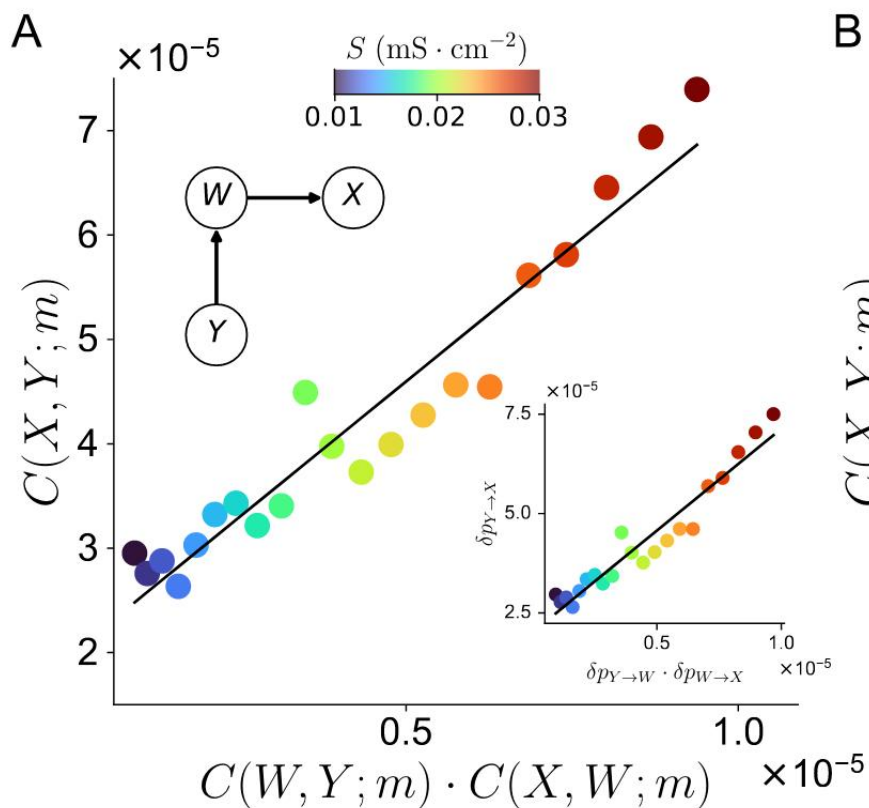 A
B
×10⁻⁵
S (mS · cm⁻²)
0.01 0.02 0.03
7
6
5
4
3
2
C(X, Y; m)
W
X
Y
×10⁻⁵
7.5
5.0
2.5
δp_{Y→X}
0.5 1.0
δp_{Y→W} · δp_{W→X} ×10⁻⁵
0.5 1.0
C(W, Y; m) · C(X, W; m) ×10⁻⁵